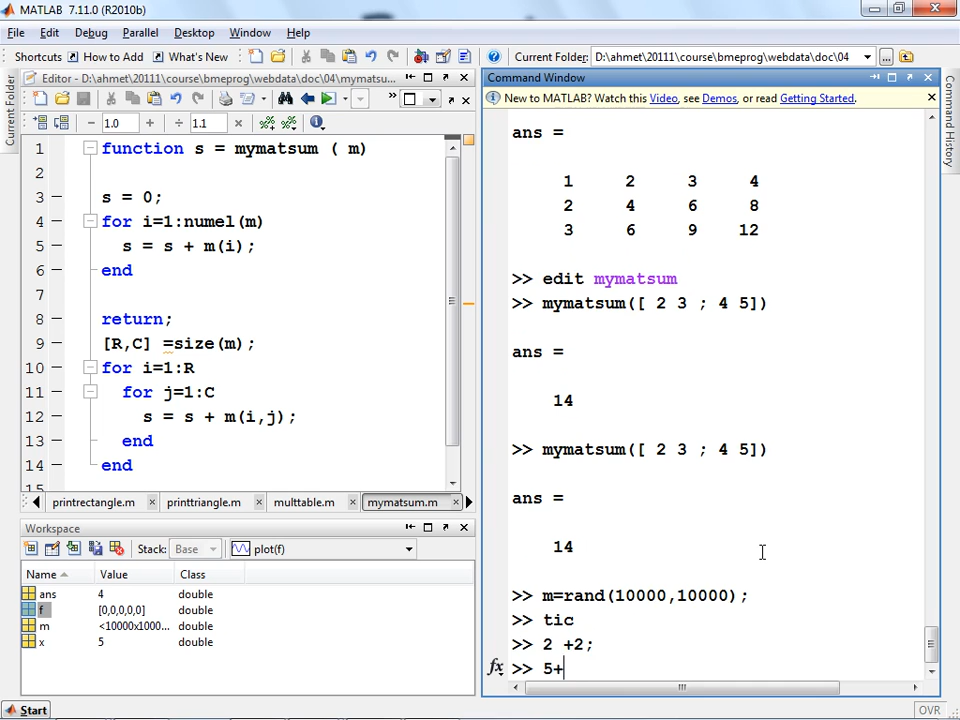 MATLAB 7.11.0 (R2010b)
File Edit Debug Parallel Desktop Window Help
Shortcuts How to Add What's New Current Folder: D:\ahmet\20111\course\bmeprog\webdata\doc\04
Current Folder
Editor - D:\ahmet\20111\course\bmeprog\webdata\doc\04\mymatsu...
1.0 1.1
1 function s = mymatsum ( m)
2
3 s = 0;
4 for i=1:numel(m)
5 s = s + m(i);
6 end
7
8 return;
9 [R,C] =size(m);
10 for i=1:R
11 for j=1:C
12 s = s + m(i,j);
13 end
14 end
15
printrectangle.m printtriangle.m multtable.m mymatsum.m
Workspace
Stack: Base plot(f)
Name Value Class
ans 4 double
f [0,0,0,0,0] double
m <10000x1000... double
x 5 double
Command Window
New to MATLAB? Watch this Video, see Demos, or read Getting Started.
ans =
1 2 3 4
2 4 6 8
3 6 9 12
>> edit mymatsum
>> mymatsum([ 2 3 ; 4 5])
ans =
14
>> mymatsum([ 2 3 ; 4 5])
ans =
14
>> m=rand(10000,10000);
>> tic
>> 2 +2;
fx >> 5+
Command History
Start
OVR